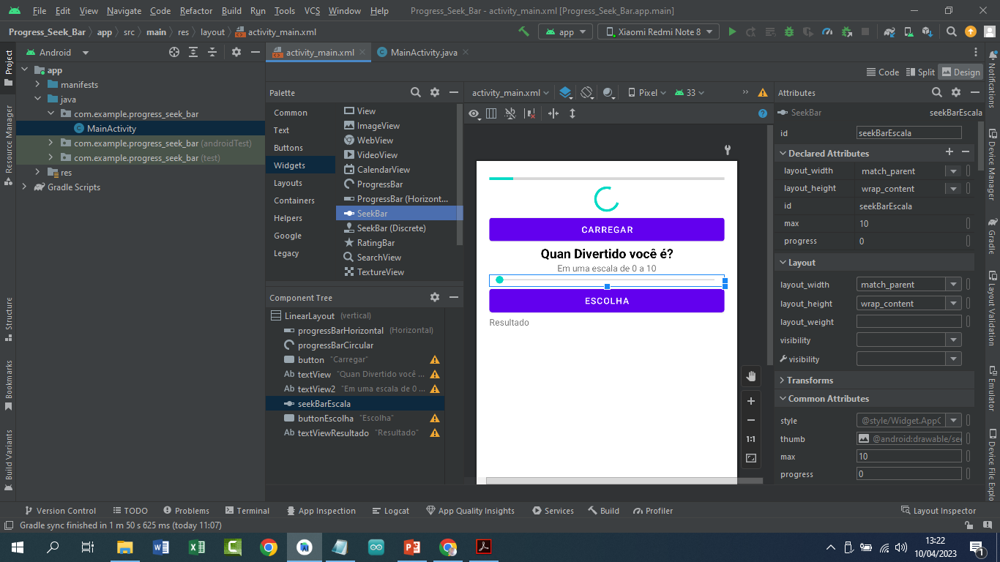 File Edit View Navigate Code Refactor Build Run Tools VCS Window Help Progress_Seek_Bar - activity_main.xml [Progress_Seek_Bar.app.main]
Progress_Seek_Bar app src main res layout activity_main.xml app Xiaomi Redmi Note 8
Project
Resource Manager
Structure
Bookmarks
Build Variants
Android
app
manifests
java
com.example.progress_seek_bar
MainActivity
com.example.progress_seek_bar (androidTest)
com.example.progress_seek_bar (test)
res
Gradle Scripts
activity_main.xml MainActivity.java
Code Split Design
Palette
Common
Text
Buttons
Widgets
Layouts
Containers
Helpers
Google
Legacy
View
ImageView
WebView
VideoView
CalendarView
ProgressBar
ProgressBar (Horizont...
SeekBar
SeekBar (Discrete)
RatingBar
SearchView
TextureView
Component Tree
LinearLayout (vertical)
progressBarHorizontal (Horizontal)
progressBarCircular
button "Carregar"
textView "Quan Divertido você ...
textView2 "Em uma escala de 0 ...
seekBarEscala
buttonEscolha "Escolha"
textViewResultado "Resultado"
activity_main.xml Pixel 33
CARREGAR
Quan Divertido você é?
Em uma escala de 0 a 10
ESCOLHA
Resultado
1:1
Attributes
SeekBar seekBarEscala
id seekBarEscala
Declared Attributes
layout_width match_parent
layout_height wrap_content
id seekBarEscala
max 10
progress 0
Layout
layout_width match_parent
layout_height wrap_content
layout_weight
visibility
visibility
Transforms
Common Attributes
style @style/Widget.AppC
thumb @android:drawable/see
max 10
progress 0
Notifications
Device Manager
Gradle
Layout Validation
Emulator
Device File Explo
Version Control TODO Problems Terminal App Inspection Logcat App Quality Insights Services Build Profiler Layout Inspector
Gradle sync finished in 1 m 50 s 625 ms (today 11:07)
13:22
10/04/2023
1